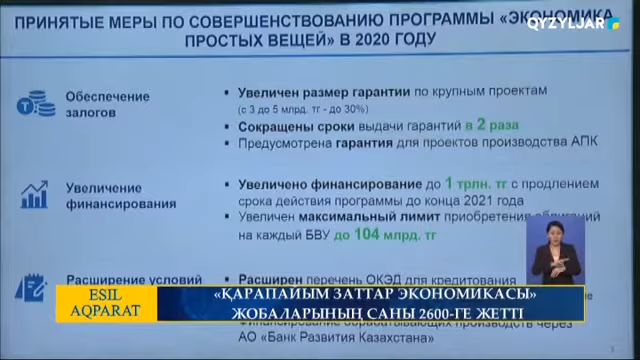 ПРИНЯТЫЕ МЕРЫ ПО СОВЕРШЕНСТВОВАНИЮ ПРОГРАММЫ «ЭКОНОМИКА
ПРОСТЫХ ВЕЩЕЙ» В 2020 ГОДУ
QYZYLJAR
Обеспечение
залогов
Увеличен размер гарантии по крупным проектам
(с 3 до 5 млрд. тг - до 30%)
Сокращены сроки выдачи гарантий в 2 раза
Предусмотрена гарантия для проектов производства АПК
Увеличение
финансирования
Увеличено финансирование до 1 трлн. тг с продлением
срока действия программы до конца 2021 года
Увеличен максимальный лимит приобретения облигаций
на каждый БВУ до 104 млрд. тг
Расширение условий
Расширен перечень ОКЭД для кредитования
ESIL
AQPARAT
«ҚАРАПАЙЫМ ЗАТТАР ЭКОНОМИКАСЫ»
ЖОБАЛАРЫНЫҢ САНЫ 2600-ГЕ ЖЕТТІ
финансирования обрабатывающих производств через
АО «Банк Развития Казахстана»